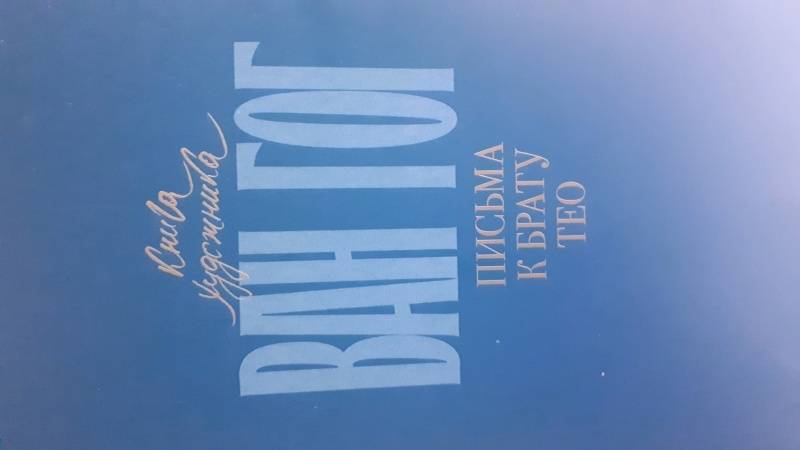 Книга
художника
ВАН ГОГ
ПИСЬМА
К БРАТУ
ТЕО